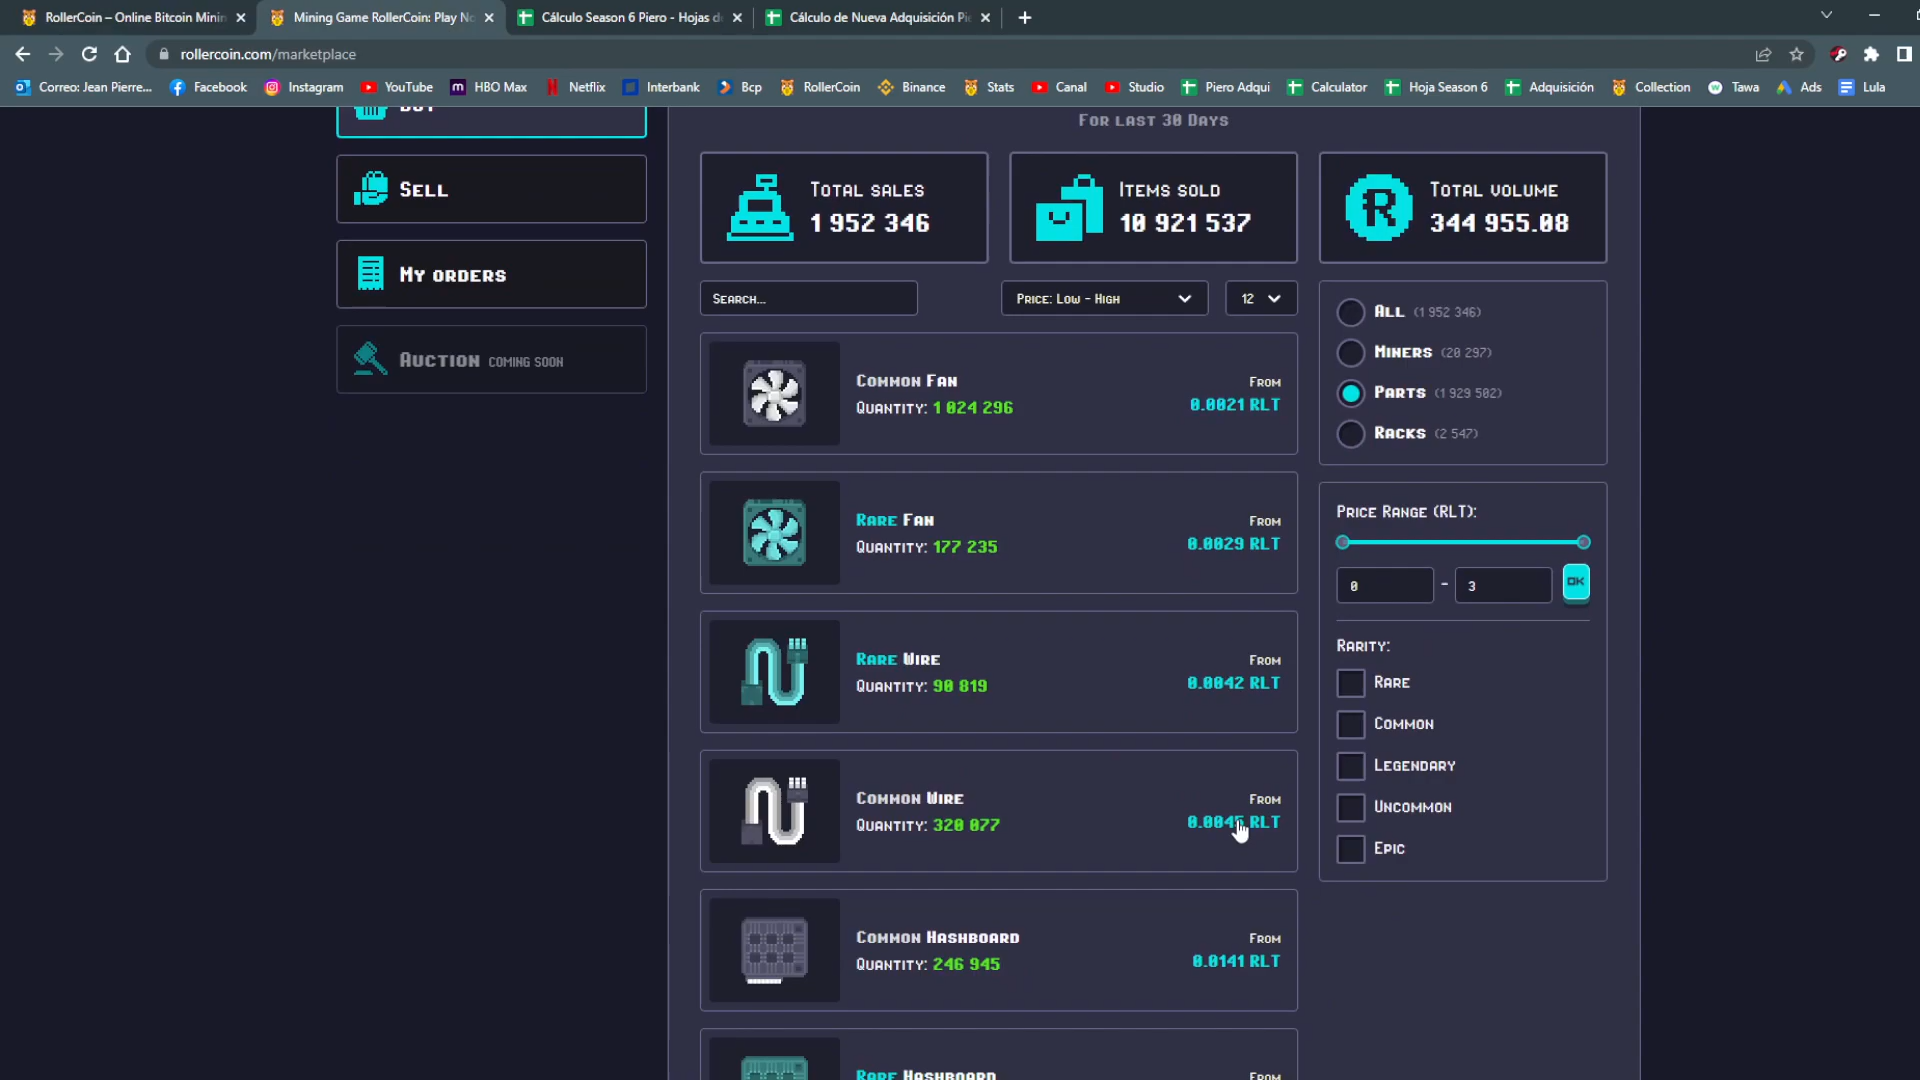 RollerCoin – Online Bitcoin Minin
Mining Game RollerCoin: Play No
Cálculo Season 6 Piero - Hojas d
Cálculo de Nueva Adquisición Pi
rollercoin.com/marketplace
Correo: Jean Pierre...
Facebook
Instagram
YouTube
HBO Max
Netflix
Interbank
Bcp
RollerCoin
Binance
Stats
Canal
Studio
Piero Adqui
Calculator
Hoja Season 6
Adquisición
Collection
Tawa
Ads
Lula
For last 30 Days
Sell
My orders
Auction coming soon
Total sales
1 952 346
Items sold
10 921 537
Total volume
344 955.08
Search...
Price: Low - High
12
Common Fan
Quantity: 1 024 296
From
0.0021 RLT
Rare Fan
Quantity: 177 235
From
0.0029 RLT
Rare Wire
Quantity: 90 819
From
0.0042 RLT
Common Wire
Quantity: 320 077
From
0.0045 RLT
Common Hashboard
Quantity: 246 945
From
0.0141 RLT
Rare Hashboard
From
All (1 952 346)
Miners (20 297)
Parts (1 929 502)
Racks (2 547)
Price Range (RLT):
0 - 3 OK
Rarity:
Rare
Common
Legendary
Uncommon
Epic